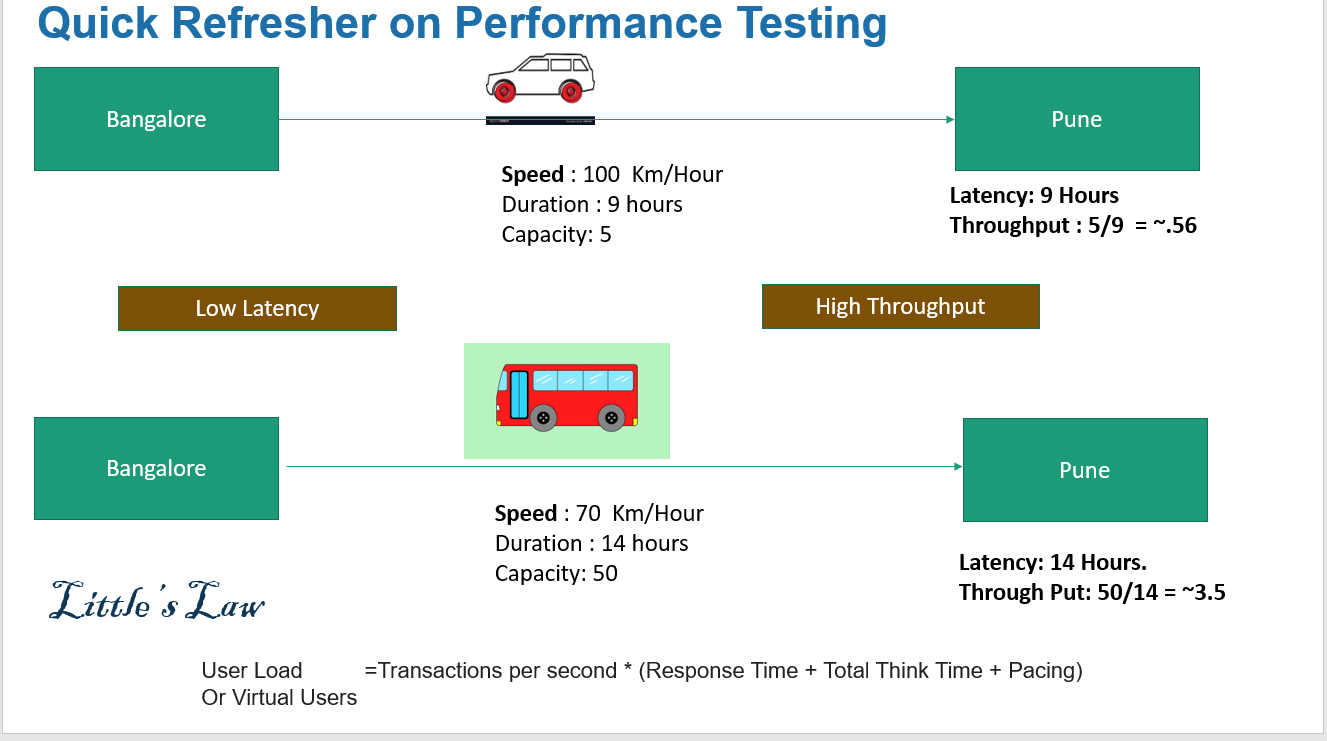 Quick Refresher on Performance Testing
Bangalore
Pune
Speed : 100  Km/Hour
Duration : 9 hours
Capacity: 5
Latency: 9 Hours
Throughput : 5/9  = ~.56
Low Latency
High Throughput
Bangalore
Pune
Speed : 70  Km/Hour
Duration : 14 hours
Capacity: 50
Latency: 14 Hours.
Through Put: 50/14 = ~3.5
Little's Law
User Load =Transactions per second * (Response Time + Total Think Time + Pacing)
Or Virtual Users